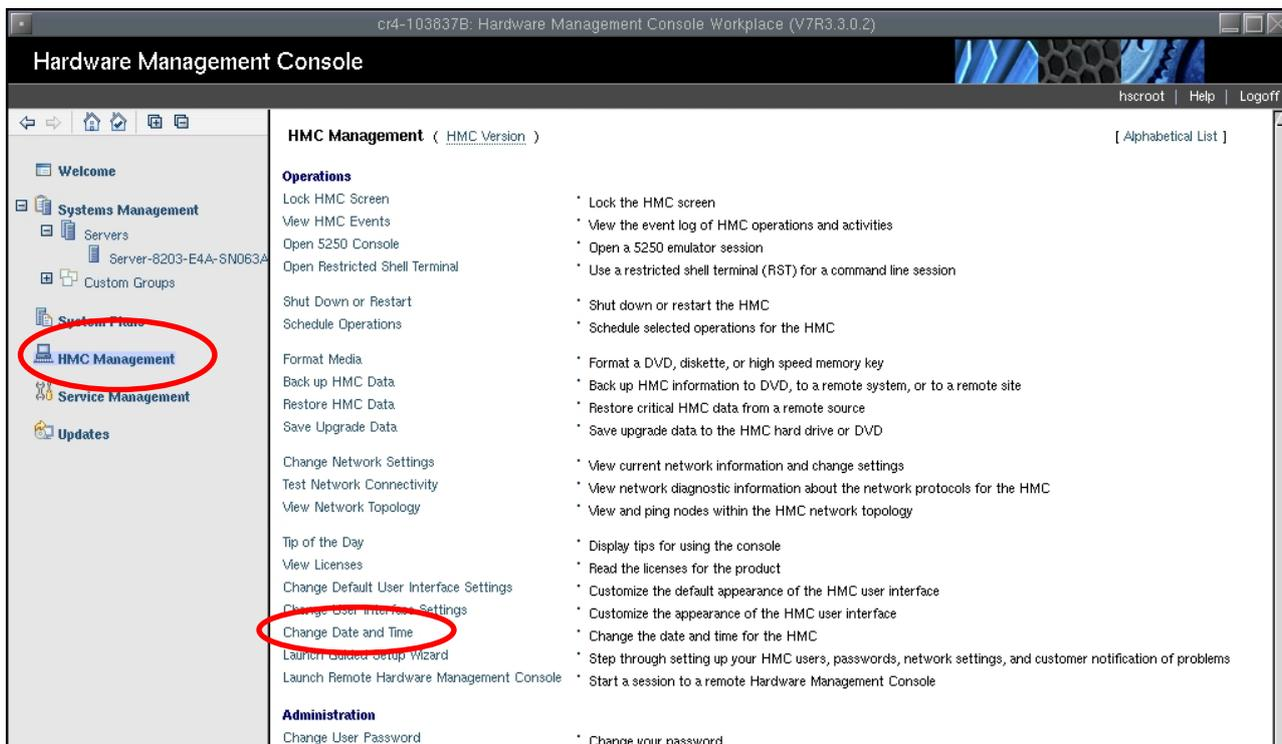 cr4-103837B: Hardware Management Console Workplace (V7R3.3.0.2)
Hardware Management Console
hscroot | Help | Logoff
Welcome
Systems Management
Servers
Server-8203-E4A-SN063A
Custom Groups
System Plans
HMC Management
Service Management
Updates
HMC Management ( HMC Version )
[ Alphabetical List ]
Operations
Lock HMC Screen • Lock the HMC screen
View HMC Events • View the event log of HMC operations and activities
Open 5250 Console • Open a 5250 emulator session
Open Restricted Shell Terminal • Use a restricted shell terminal (RST) for a command line session
Shut Down or Restart • Shut down or restart the HMC
Schedule Operations • Schedule selected operations for the HMC
Format Media • Format a DVD, diskette, or high speed memory key
Back up HMC Data • Back up HMC information to DVD, to a remote system, or to a remote site
Restore HMC Data • Restore critical HMC data from a remote source
Save Upgrade Data • Save upgrade data to the HMC hard drive or DVD
Change Network Settings • View current network information and change settings
Test Network Connectivity • View network diagnostic information about the network protocols for the HMC
View Network Topology • View and ping nodes within the HMC network topology
Tip of the Day • Display tips for using the console
View Licenses • Read the licenses for the product
Change Default User Interface Settings • Customize the default appearance of the HMC user interface
Change User Interface Settings • Customize the appearance of the HMC user interface
Change Date and Time • Change the date and time for the HMC
Launch Guided Setup Wizard • Step through setting up your HMC users, passwords, network settings, and customer notification of problems
Launch Remote Hardware Management Console • Start a session to a remote Hardware Management Console
Administration
Change User Password • Change your password